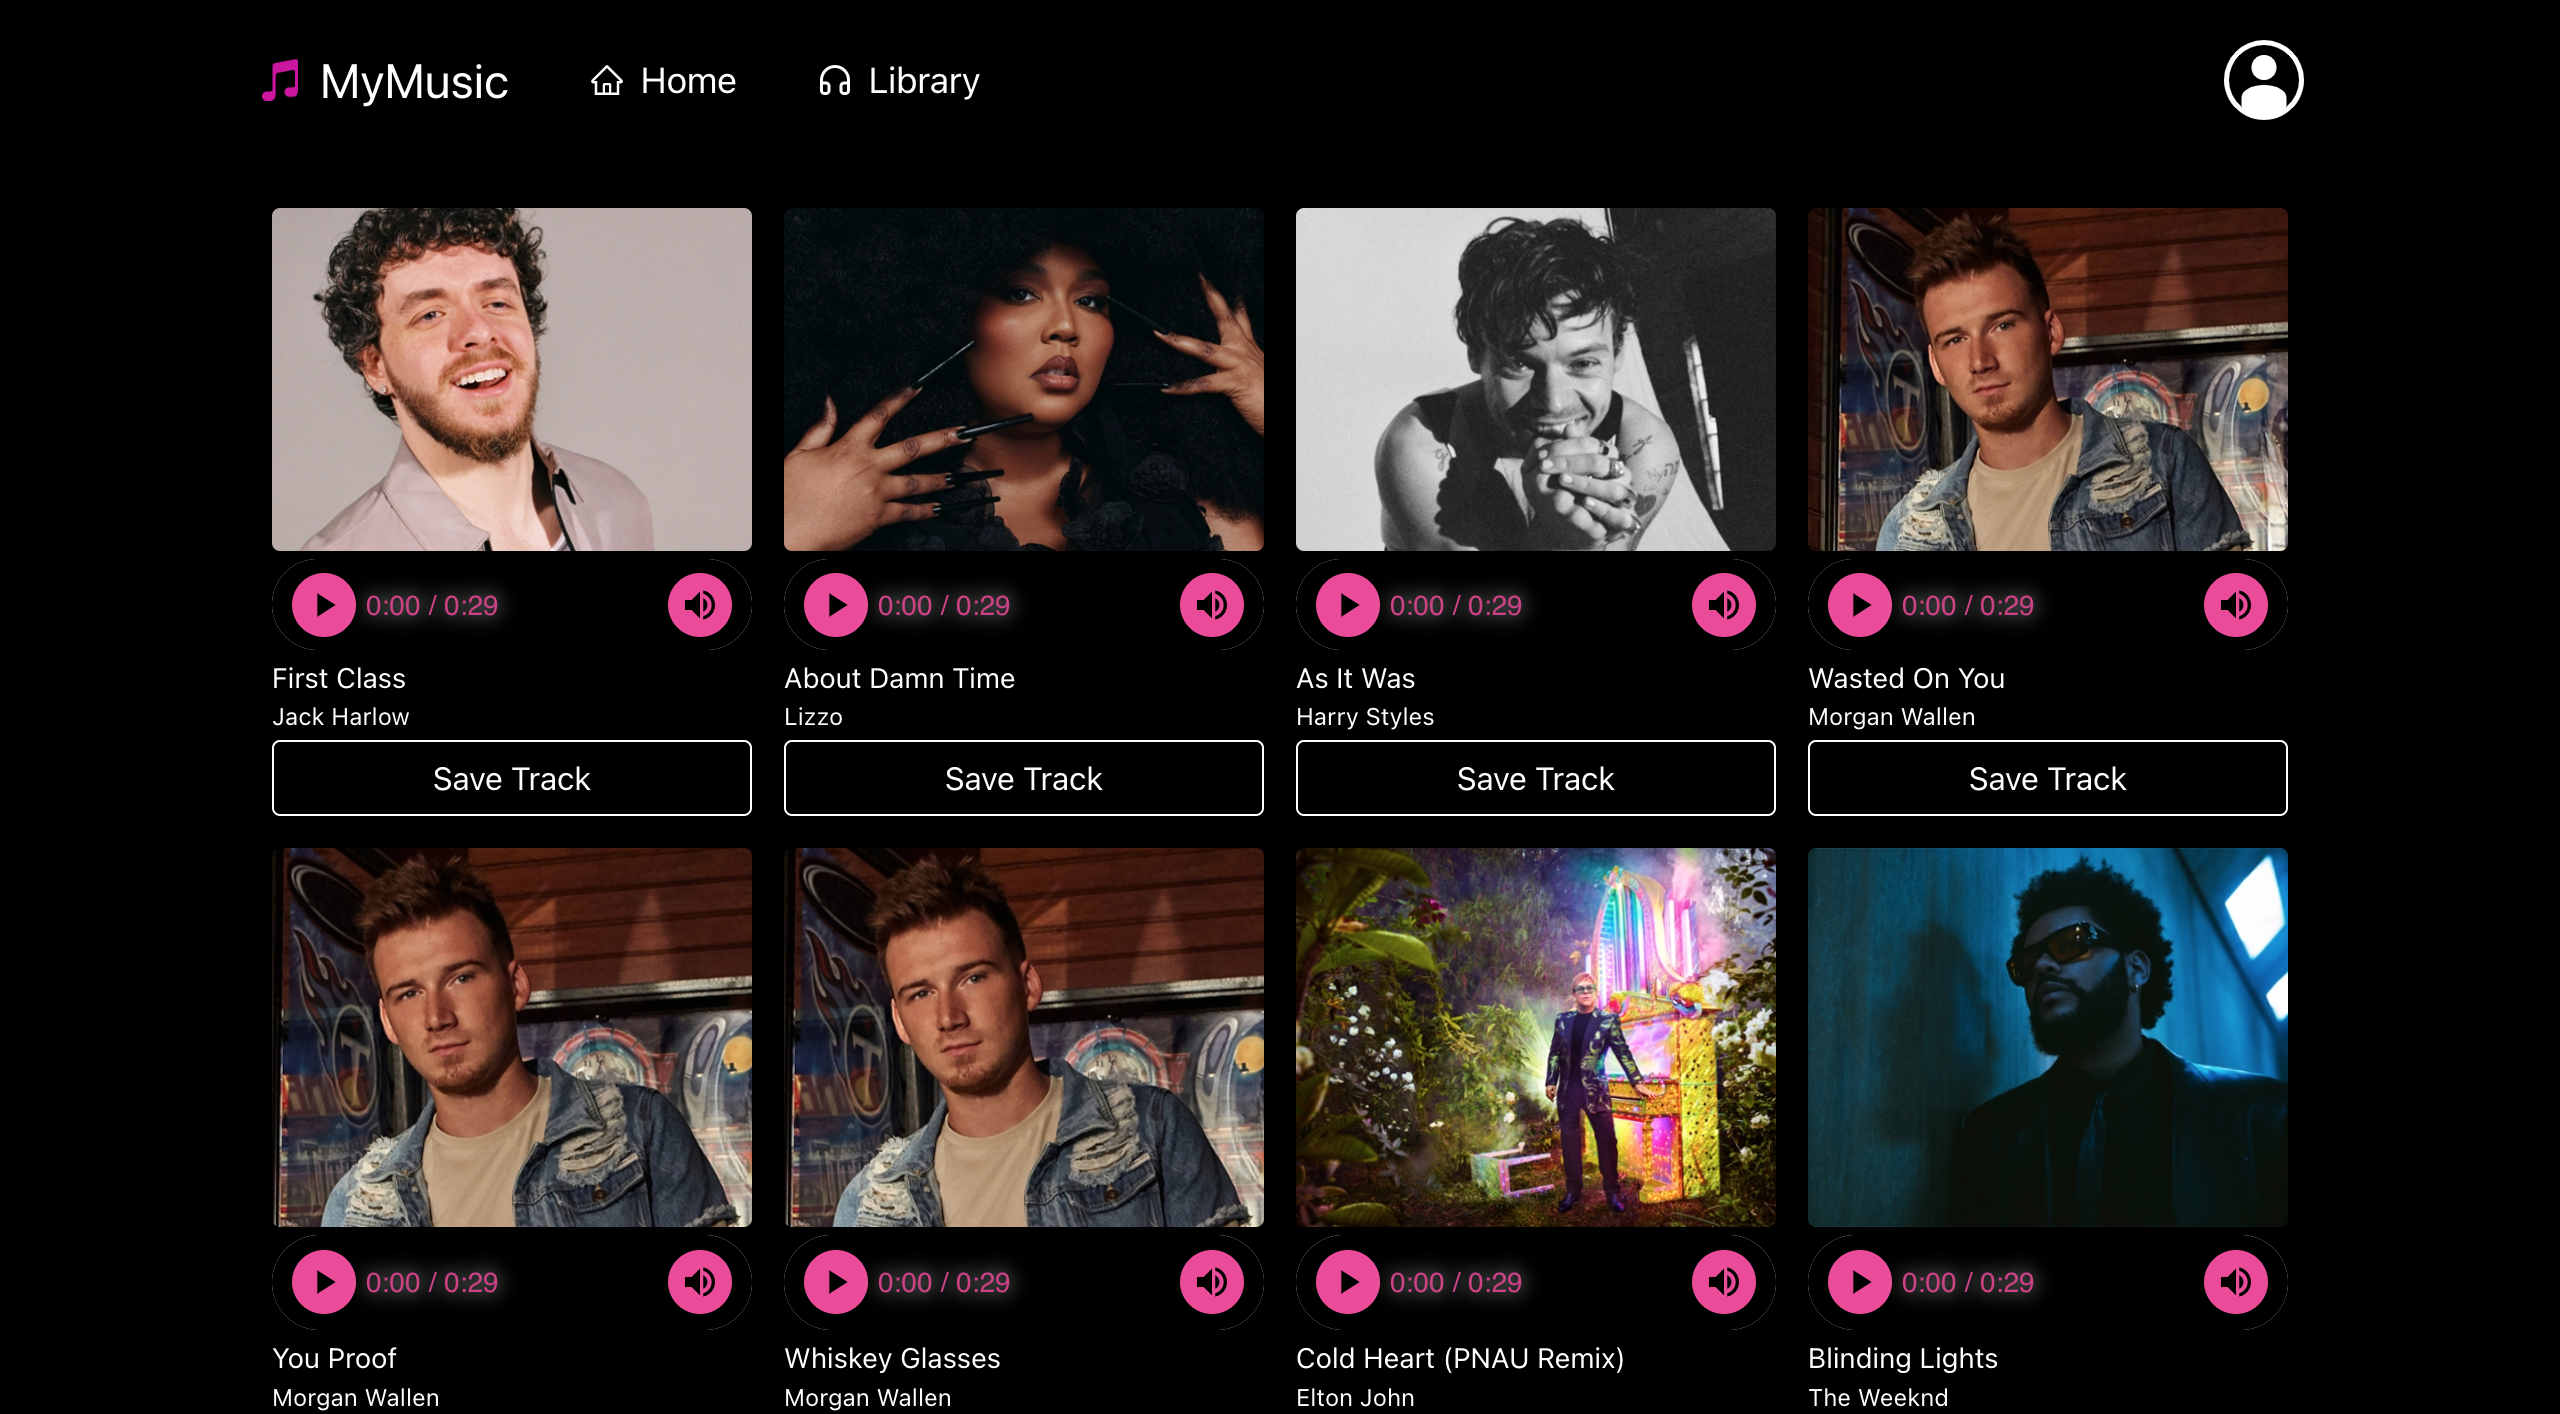 MyMusic Home Library
0:00 / 0:29 0:00 / 0:29 0:00 / 0:29 0:00 / 0:29
First Class About Damn Time As It Was Wasted On You
Jack Harlow Lizzo Harry Styles Morgan Wallen
Save Track Save Track Save Track Save Track
0:00 / 0:29 0:00 / 0:29 0:00 / 0:29 0:00 / 0:29
You Proof Whiskey Glasses Cold Heart (PNAU Remix) Blinding Lights
Morgan Wallen Morgan Wallen Elton John The Weeknd